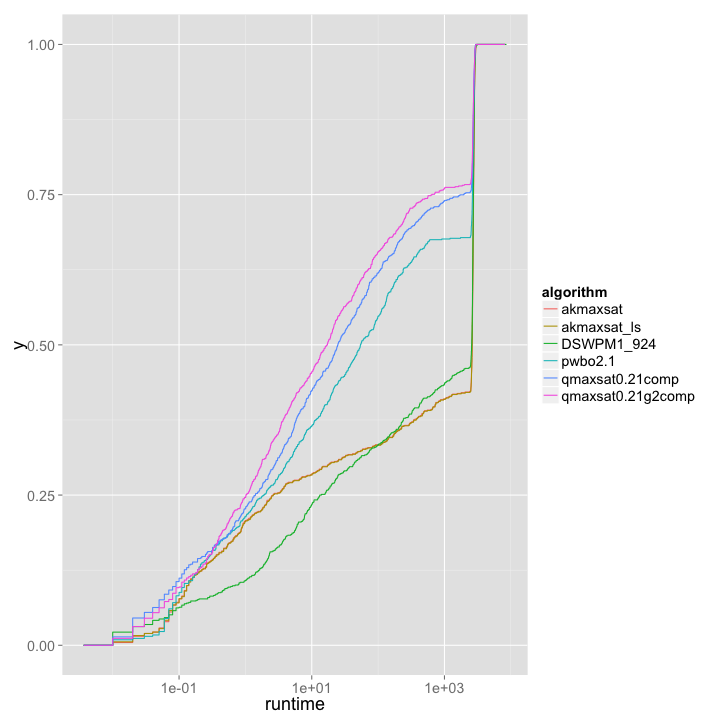 1.00
0.75
0.50
0.25
0.00
y
1e-01
1e+01
1e+03
runtime
algorithm
akmaxsat
akmaxsat_ls
DSWPM1_924
pwbo2.1
qmaxsat0.21comp
qmaxsat0.21g2comp